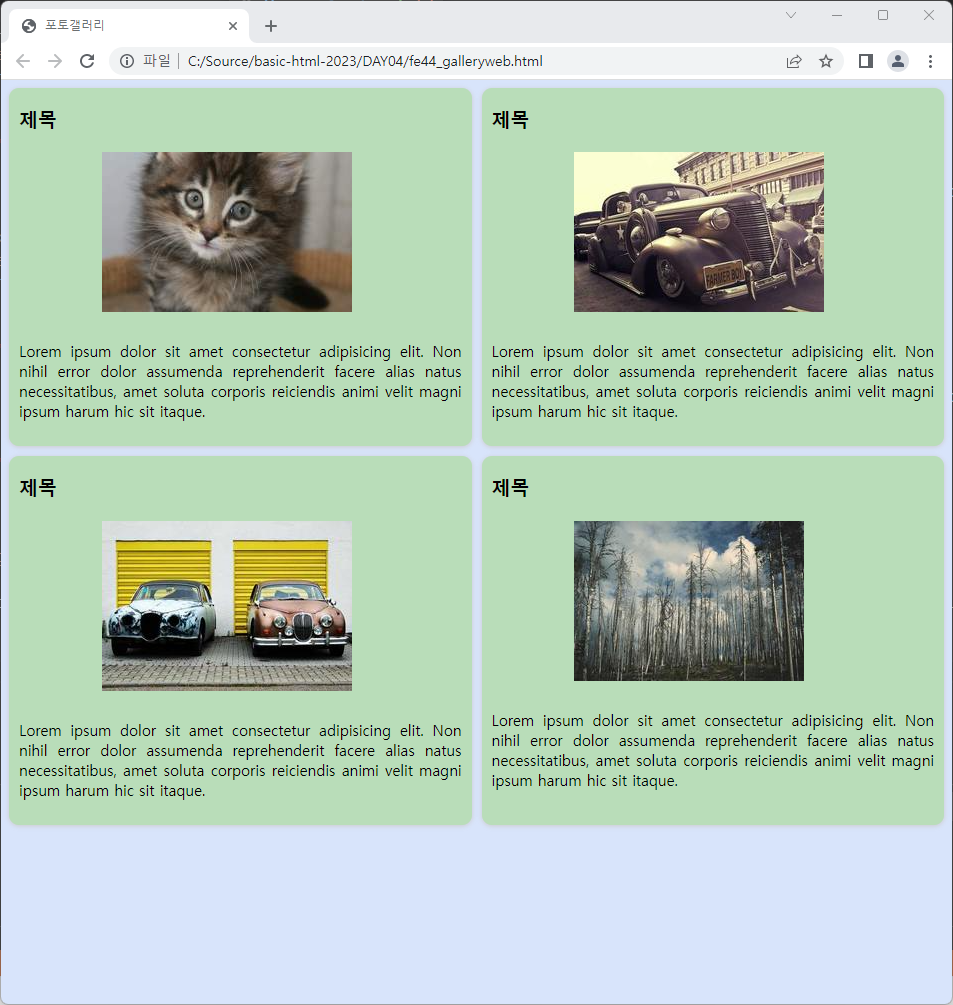 포토갤러리
파일 C:/Source/basic-html-2023/DAY04/fe44_galleryweb.html
제목
FARMER BOY
Lorem ipsum dolor sit amet consectetur adipisicing elit. Non
nihil error dolor assumenda reprehenderit facere alias natus
necessitatibus, amet soluta corporis reiciendis animi velit magni
ipsum harum hic sit itaque.
제목
Lorem ipsum dolor sit amet consectetur adipisicing elit. Non
nihil error dolor assumenda reprehenderit facere alias natus
necessitatibus, amet soluta corporis reiciendis animi velit magni
ipsum harum hic sit itaque.
제목
Lorem ipsum dolor sit amet consectetur adipisicing elit. Non
nihil error dolor assumenda reprehenderit facere alias natus
necessitatibus, amet soluta corporis reiciendis animi velit magni
ipsum harum hic sit itaque.
제목
Lorem ipsum dolor sit amet consectetur adipisicing elit. Non
nihil error dolor assumenda reprehenderit facere alias natus
necessitatibus, amet soluta corporis reiciendis animi velit magni
ipsum harum hic sit itaque.